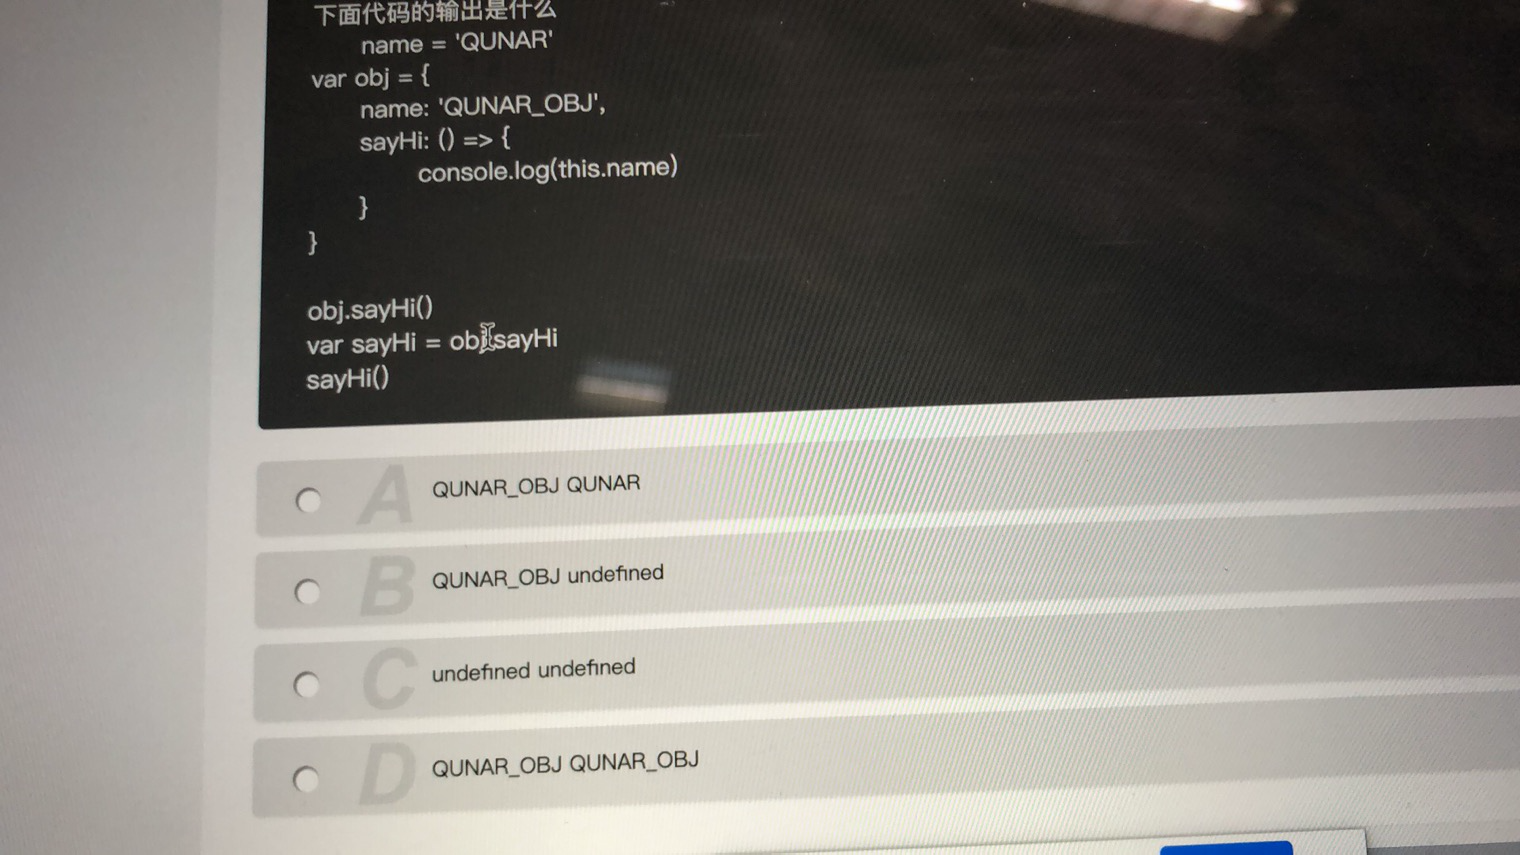 下面代码的输出是什么
name = 'QUNAR'
var obj = {
name: 'QUNAR_OBJ',
sayHi: () => {
console.log(this.name)
}
}
obj.sayHi()
var sayHi = obj.sayHi
sayHi()
A QUNAR_OBJ QUNAR
B QUNAR_OBJ undefined
C undefined undefined
D QUNAR_OBJ QUNAR_OBJ